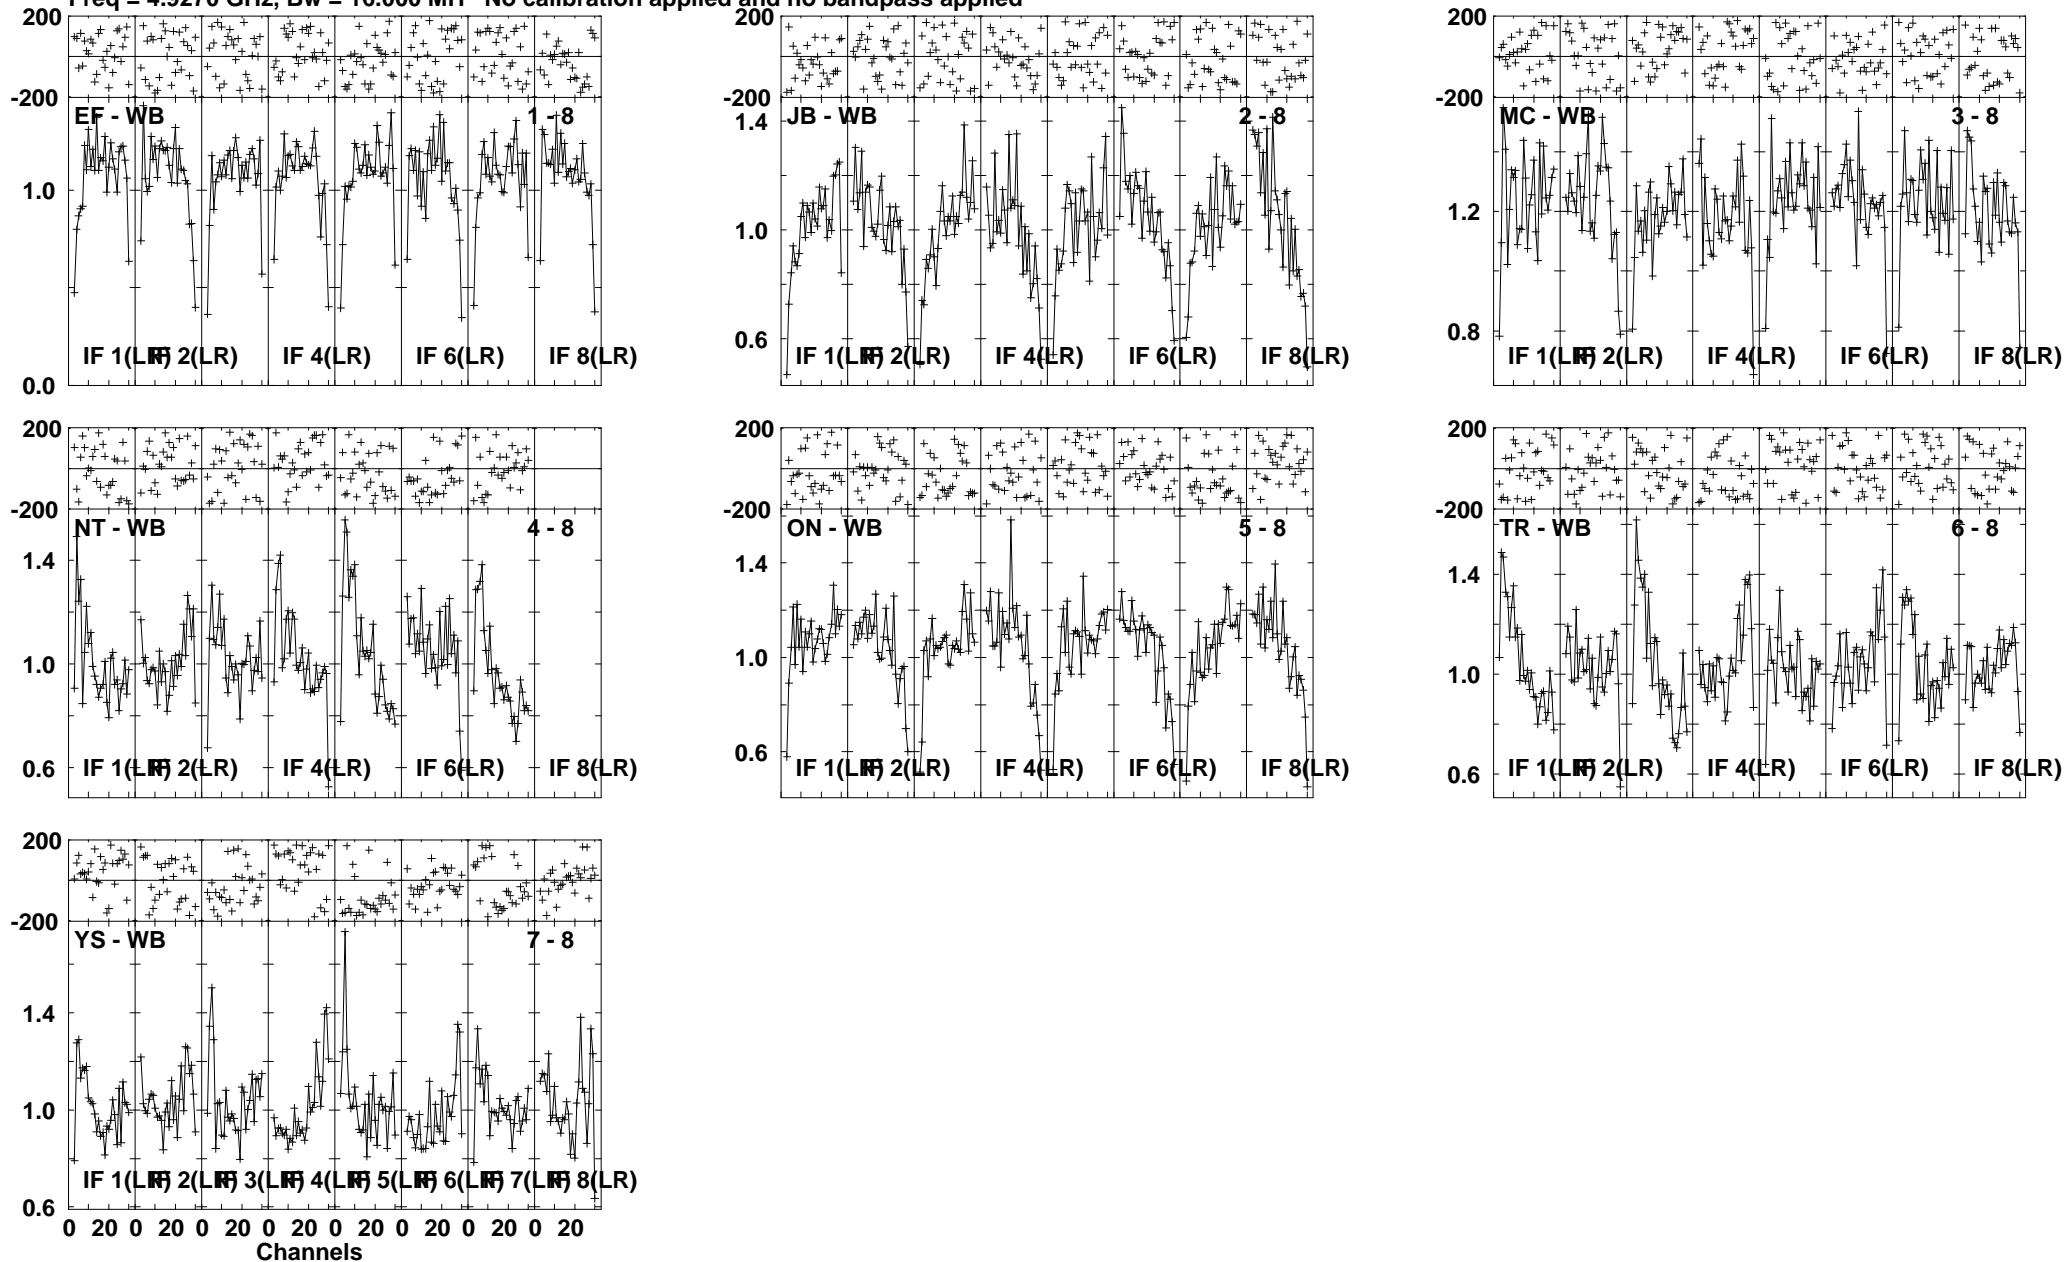 Freq = 4.9270 GHz, Bw = 16.000 MH No calibration applied and no bandpass applied
200
-200
EF - WB 1 - 8
1.0
0.0
IF 1(LR) IF 2(LR) IF 4(LR) IF 6(LR) IF 8(LR)
200
-200
JB - WB 2 - 8
1.4
1.0
0.6
IF 1(LR) IF 2(LR) IF 4(LR) IF 6(LR) IF 8(LR)
200
-200
MC - WB 3 - 8
1.2
0.8
IF 1(LR) IF 2(LR) IF 4(LR) IF 6(LR) IF 8(LR)
200
-200
NT - WB 4 - 8
1.4
1.0
0.6
IF 1(LR) IF 2(LR) IF 4(LR) IF 6(LR) IF 8(LR)
200
-200
ON - WB 5 - 8
1.4
1.0
0.6
IF 1(LR) IF 2(LR) IF 4(LR) IF 6(LR) IF 8(LR)
200
-200
TR - WB 6 - 8
1.4
1.0
0.6
IF 1(LR) IF 2(LR) IF 4(LR) IF 6(LR) IF 8(LR)
200
-200
YS - WB 7 - 8
1.4
1.0
0.6
IF 1(LR) IF 2(LR) IF 3(LR) IF 4(LR) IF 5(LR) IF 6(LR) IF 7(LR) IF 8(LR)
0 20 0 20 0 20 0 20 0 20 0 20 0 20 0 20
Channels